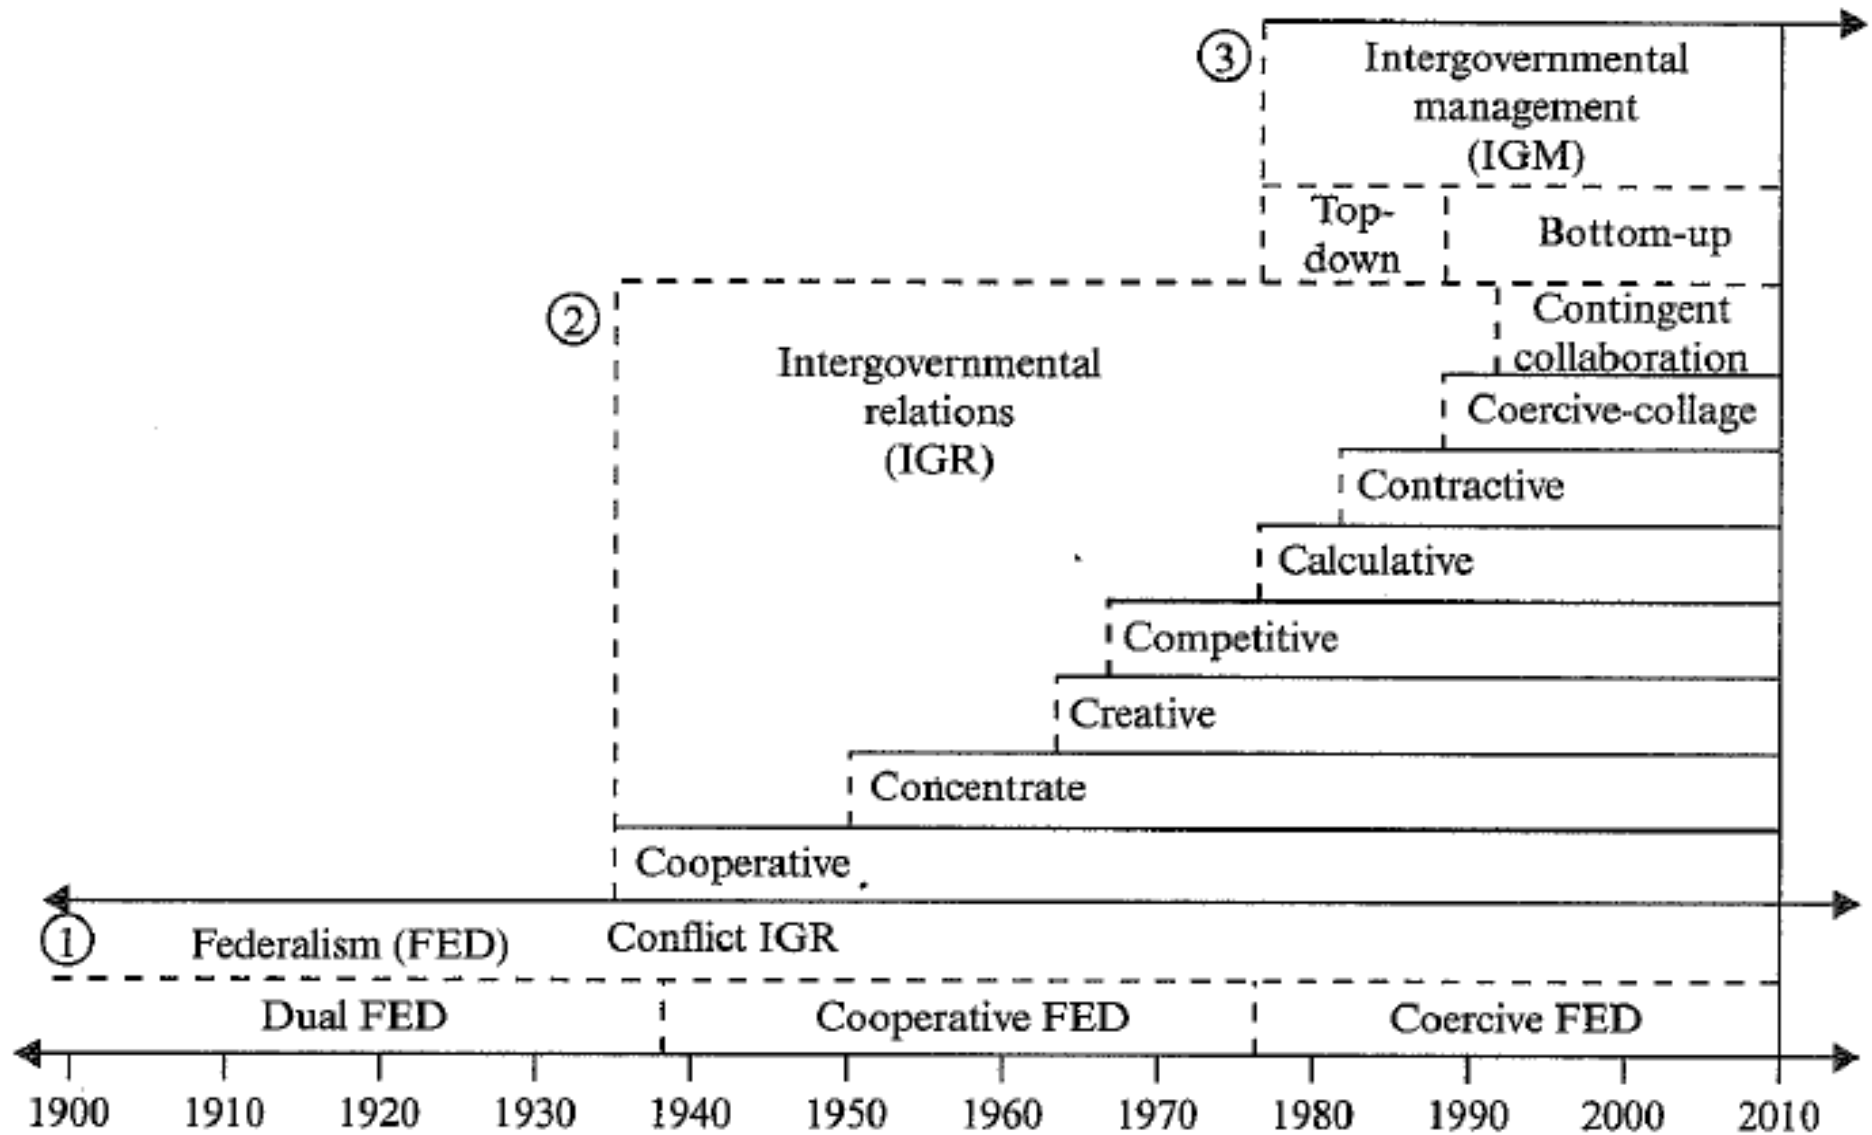 ③
Intergovernmental
management
(IGM)
Top-
down
Bottom-up
②
Intergovernmental
relations
(IGR)
Contingent
collaboration
Coercive-collage
Contractive
Calculative
Competitive
Creative
Concentrate
Cooperative
①
Federalism (FED)
Conflict IGR
Dual FED
Cooperative FED
Coercive FED
1900 1910 1920 1930 1940 1950 1960 1970 1980 1990 2000 2010